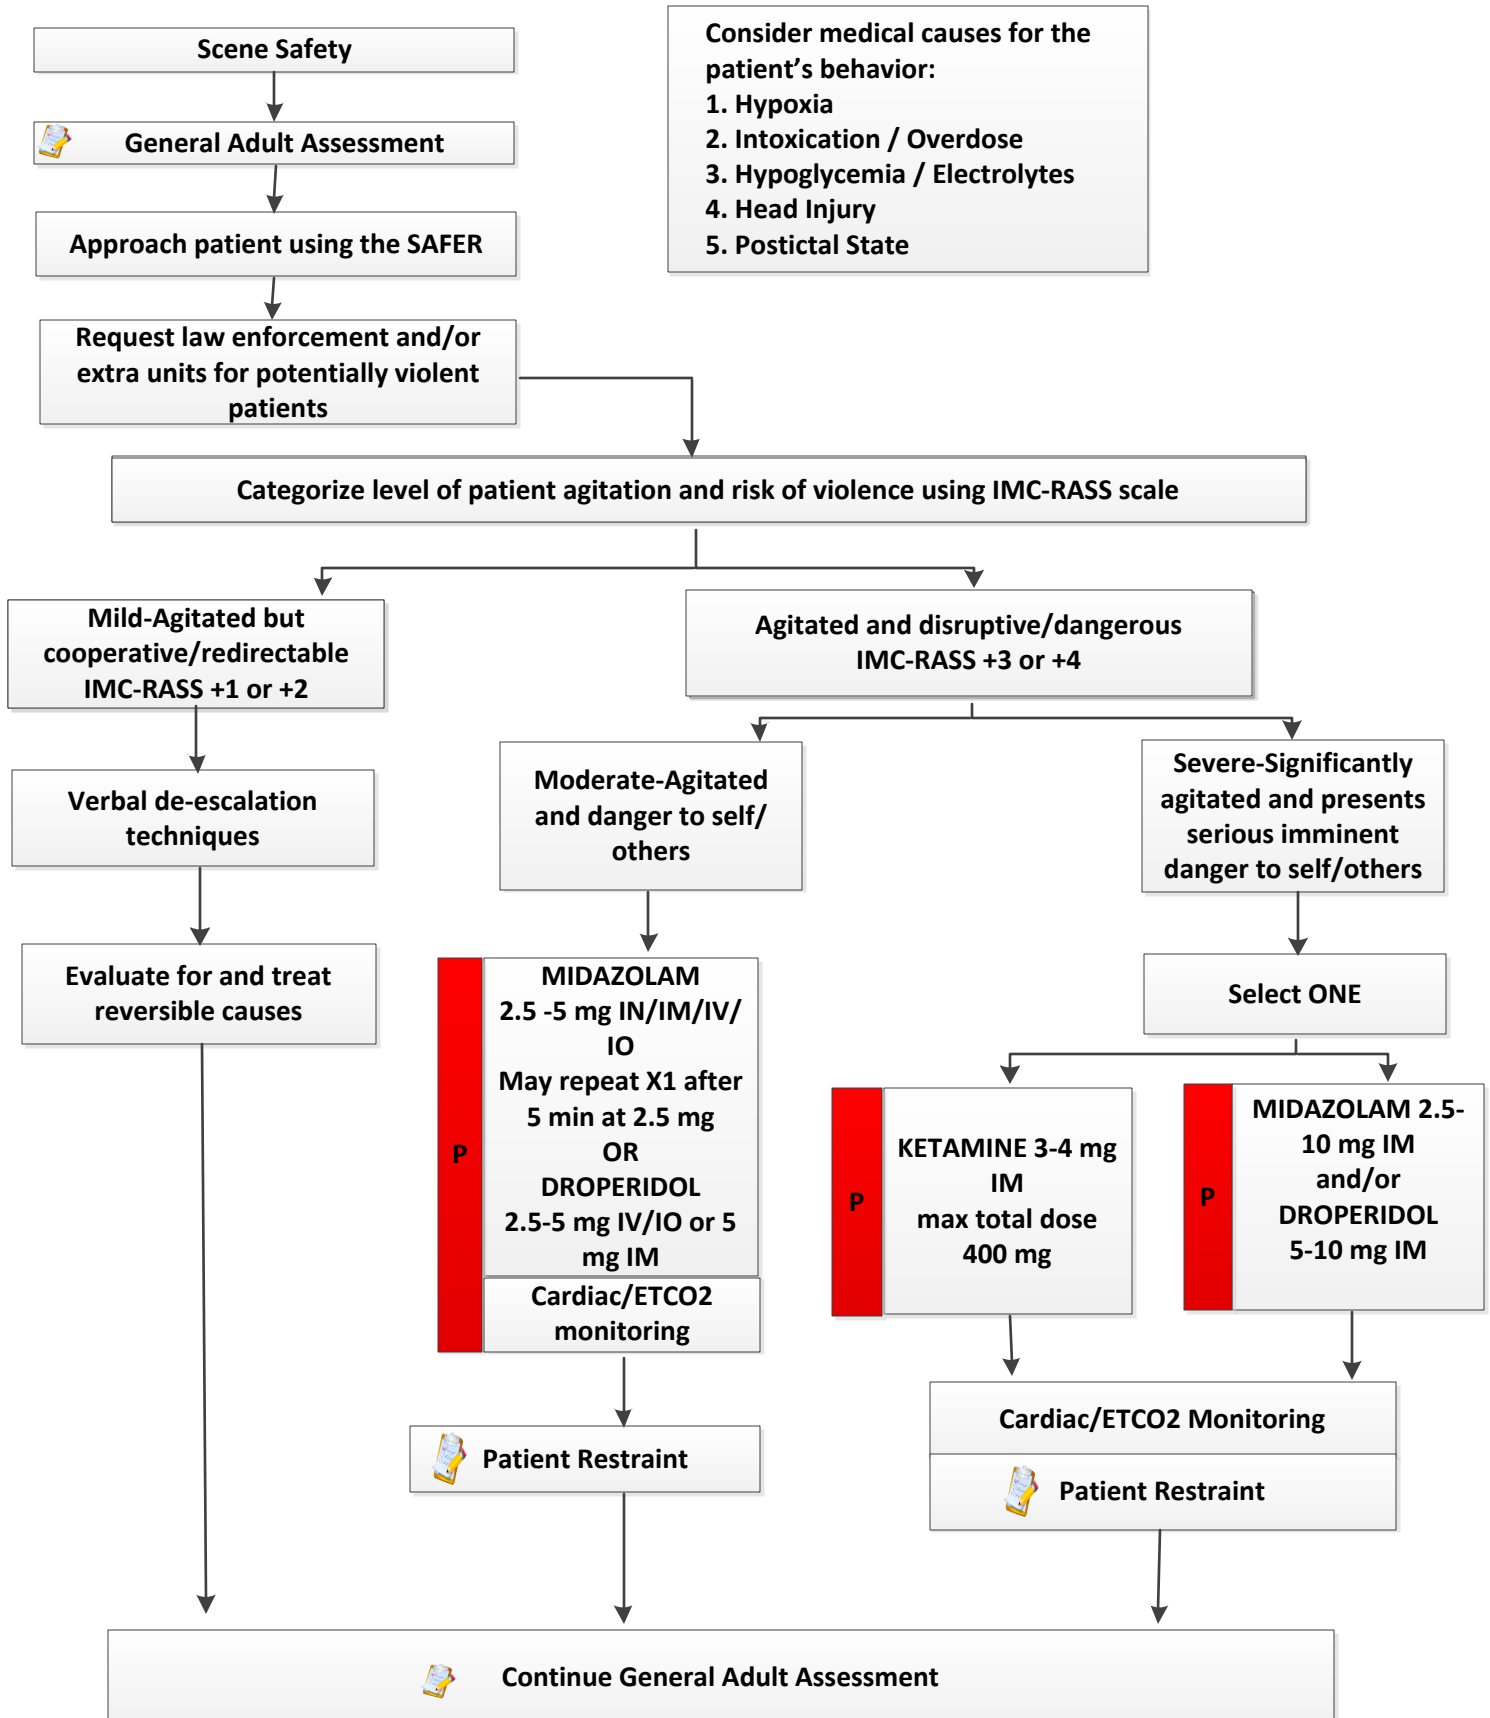 Scene Safety
General Adult Assessment
Approach patient using the SAFER
Request law enforcement and/or
extra units for potentially violent
patients
Consider medical causes for the
patient’s behavior:
1. Hypoxia
2. Intoxication / Overdose
3. Hypoglycemia / Electrolytes
4. Head Injury
5. Postictal State
Categorize level of patient agitation and risk of violence using IMC-RASS scale
Mild-Agitated but
cooperative/redirectable
IMC-RASS +1 or +2
Verbal de-escalation
techniques
Evaluate for and treat
reversible causes
Agitated and disruptive/dangerous
IMC-RASS +3 or +4
Moderate-Agitated
and danger to self/
others
P
MIDAZOLAM
2.5 -5 mg IN/IM/IV/
IO
May repeat X1 after
5 min at 2.5 mg
OR
DROPERIDOL
2.5-5 mg IV/IO or 5
mg IM
Cardiac/ETCO2
monitoring
Patient Restraint
Severe-Significantly
agitated and presents
serious imminent
danger to self/others
Select ONE
P
KETAMINE 3-4 mg
IM
max total dose
400 mg
P
MIDAZOLAM 2.5-
10 mg IM
and/or
DROPERIDOL
5-10 mg IM
Cardiac/ETCO2 Monitoring
Patient Restraint
Continue General Adult Assessment